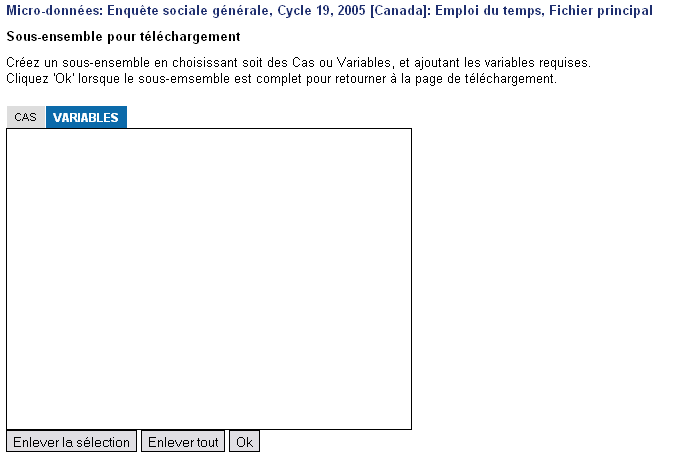 Micro-données: Enquète sociale générale, Cycle 19, 2005 [Canada]: Emploi du temps, Fichier principal
Sous-ensemble pour téléchargement
Créez un sous-ensemble en choisissant soit des Cas ou Variables, et ajoutant les variables requises.
Cliquez 'Ok' lorsque le sous-emsemble est complet pour retourner à la page de téléchargement.
CAS VARIABLES
Enlever la sélection Enlever tout Ok